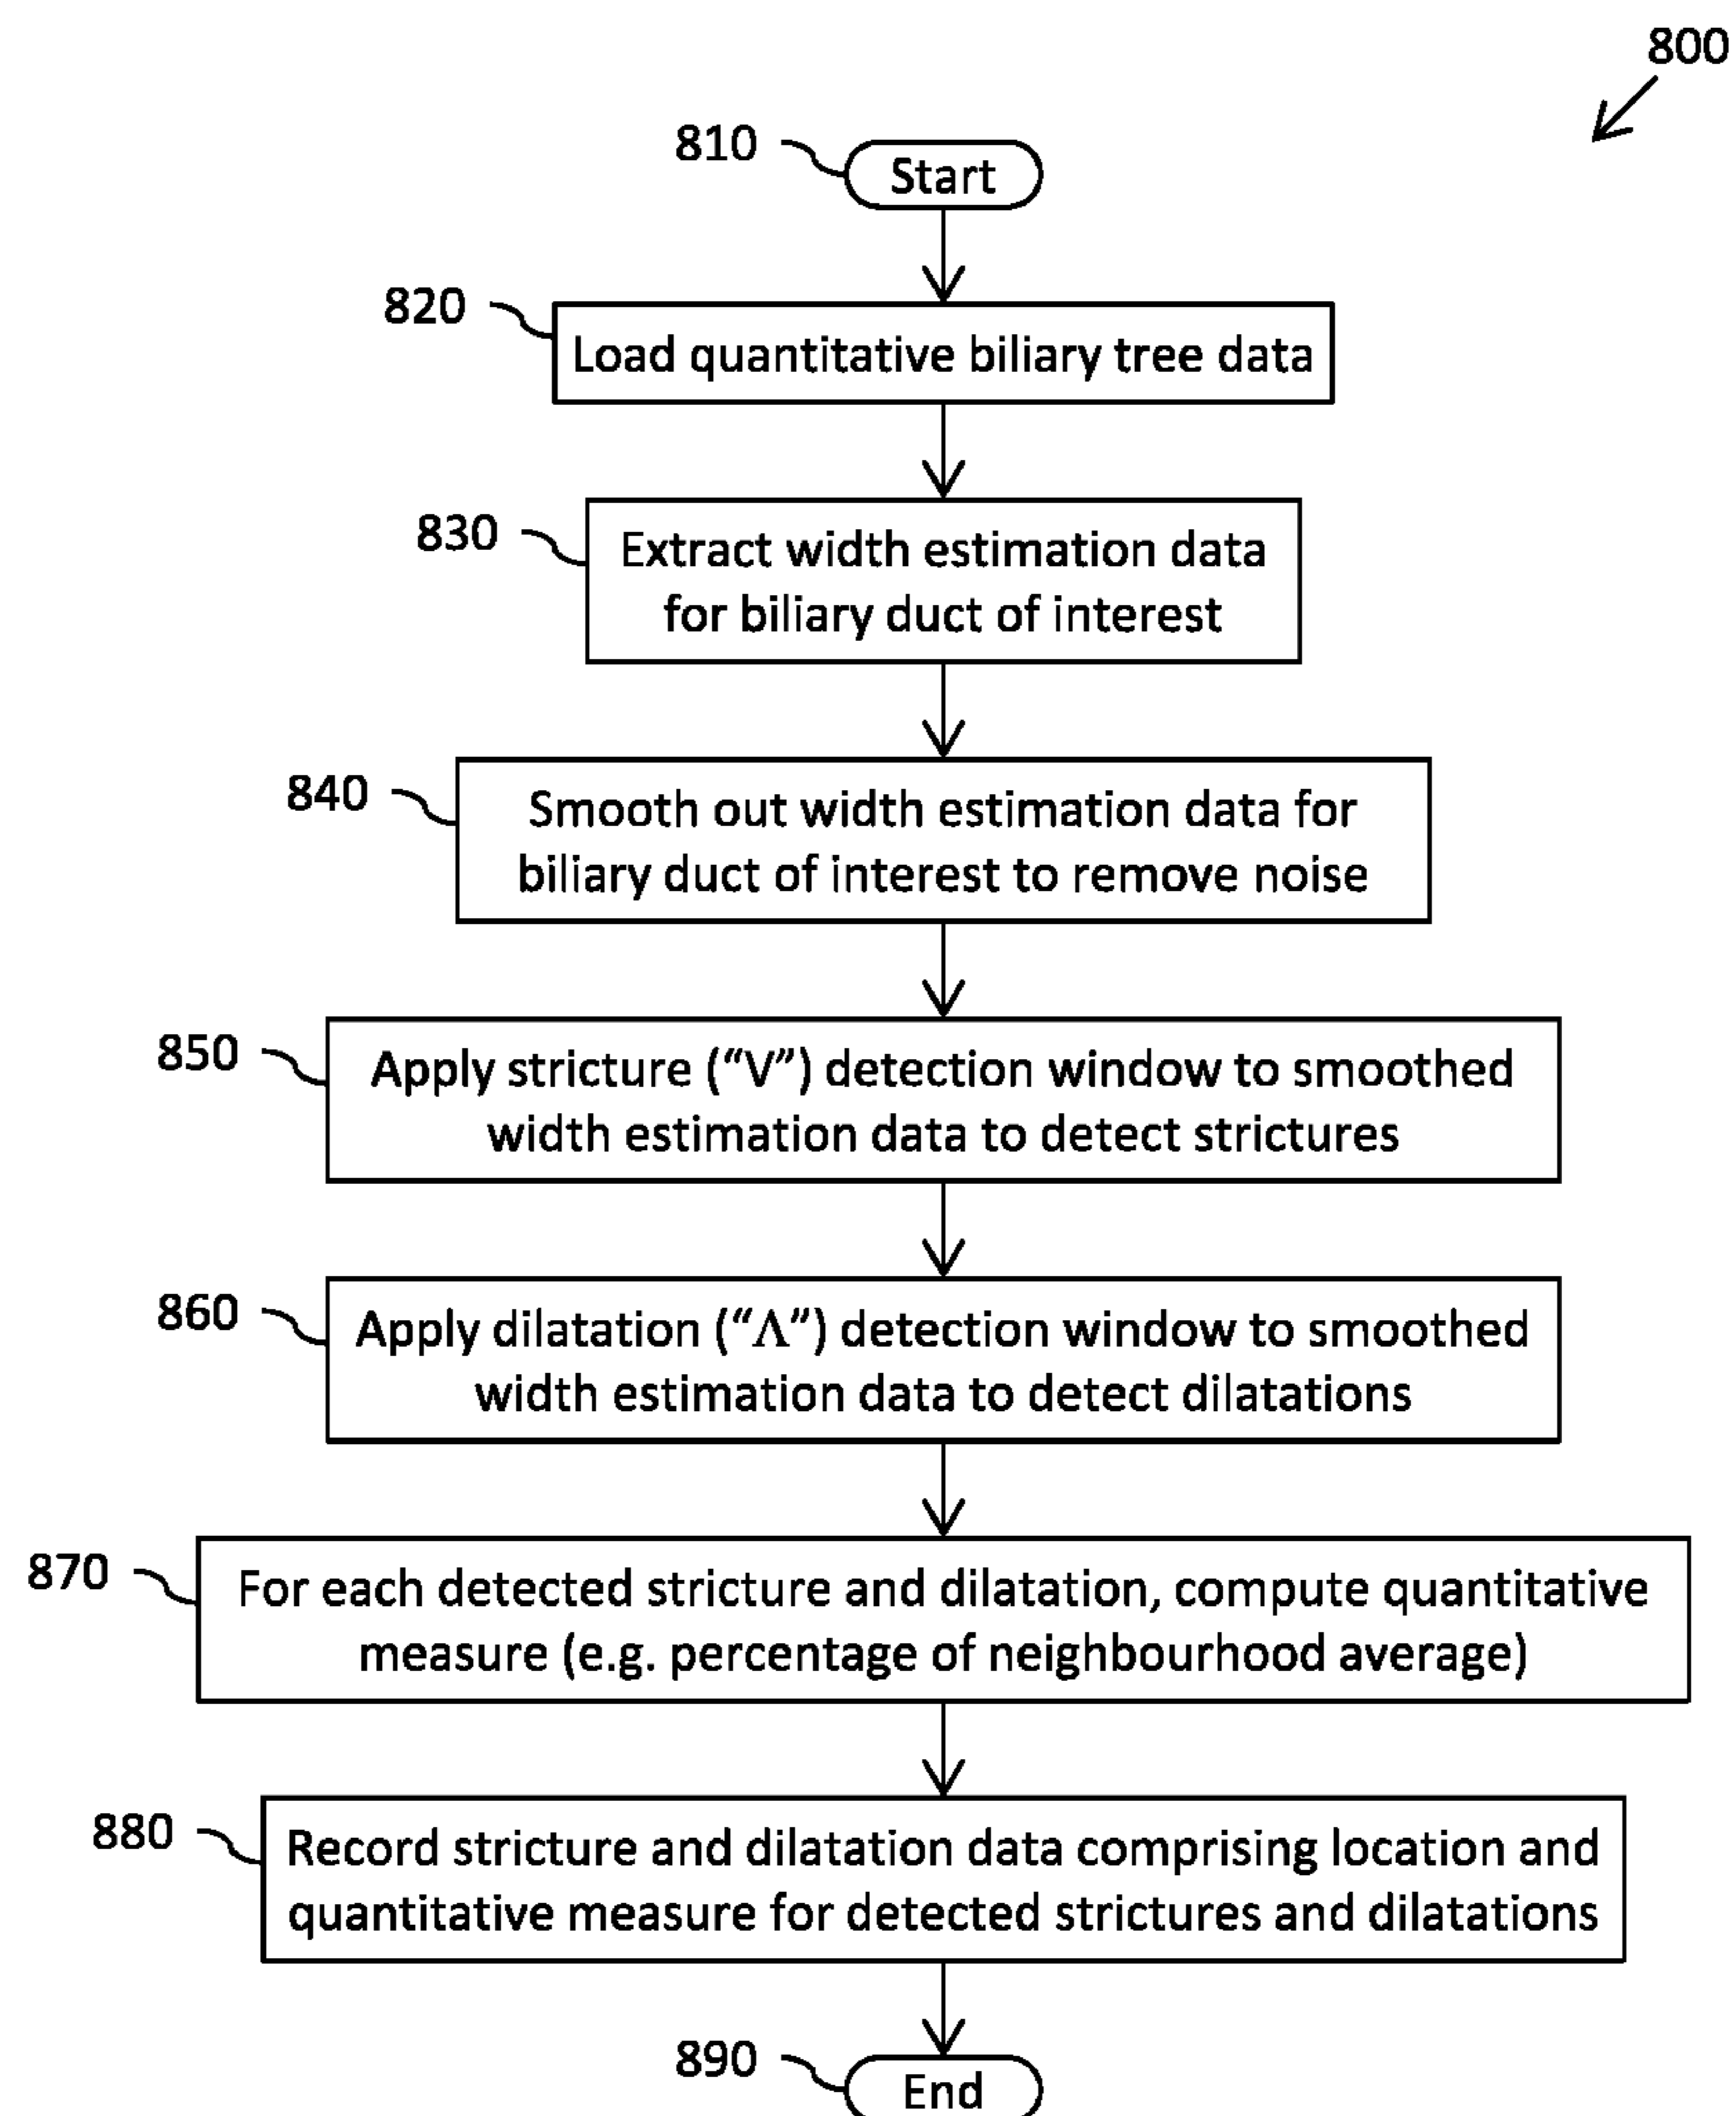 800
810
Start
820
Load quantitative biliary tree data
830
Extract width estimation data
for biliary duct of interest
840
Smooth out width estimation data for
biliary duct of interest to remove noise
850
Apply stricture (“V”) detection window to smoothed
width estimation data to detect strictures
860
Apply dilatation (“Λ”) detection window to smoothed
width estimation data to detect dilatations
870
For each detected stricture and dilatation, compute quantitative
measure (e.g. percentage of neighbourhood average)
880
Record stricture and dilatation data comprising location and
quantitative measure for detected strictures and dilatations
890
End